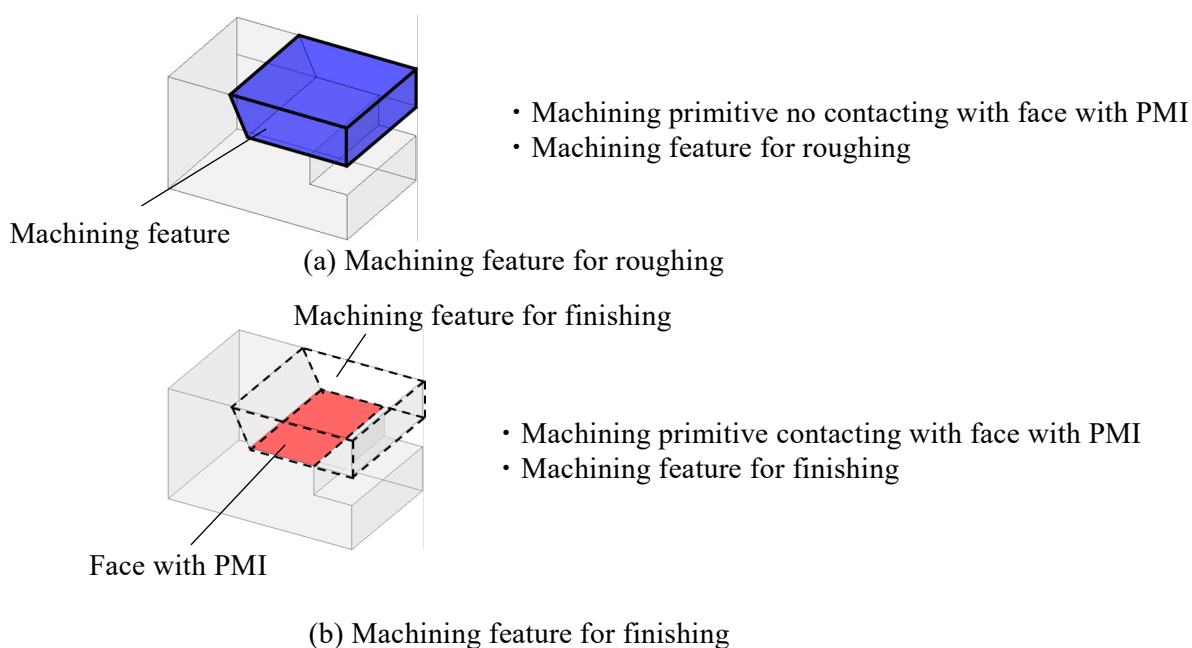 ・Machining primitive no contacting with face with PMI
・Machining feature for roughing
Machining feature
(a) Machining feature for roughing
Machining feature for finishing
・Machining primitive contacting with face with PMI
・Machining feature for finishing
Face with PMI
(b) Machining feature for finishing